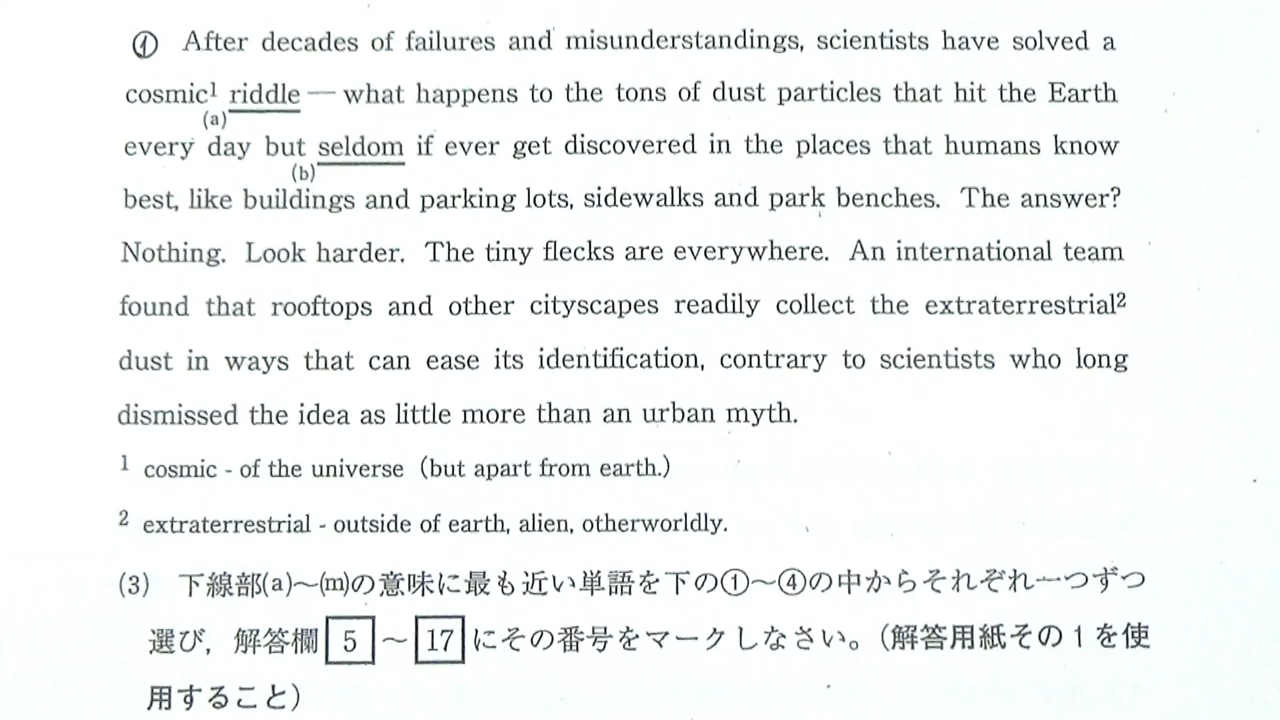 ① After decades of failures and misunderstandings, scientists have solved a
cosmic¹ riddle — what happens to the tons of dust particles that hit the Earth
(a)
every day but seldom if ever get discovered in the places that humans know
(b)
best, like buildings and parking lots, sidewalks and park benches. The answer?
Nothing. Look harder. The tiny flecks are everywhere. An international team
found that rooftops and other cityscapes readily collect the extraterrestrial²
dust in ways that can ease its identification, contrary to scientists who long
dismissed the idea as little more than an urban myth.
¹ cosmic - of the universe (but apart from earth.)
² extraterrestrial - outside of earth, alien, otherworldly.
(3) 下線部(a)～(m)の意味に最も近い単語を下の①～④の中からそれぞれ一つずつ
選び，解答欄 5 ～ 17 にその番号をマークしなさい。（解答用紙その1を使
用すること）